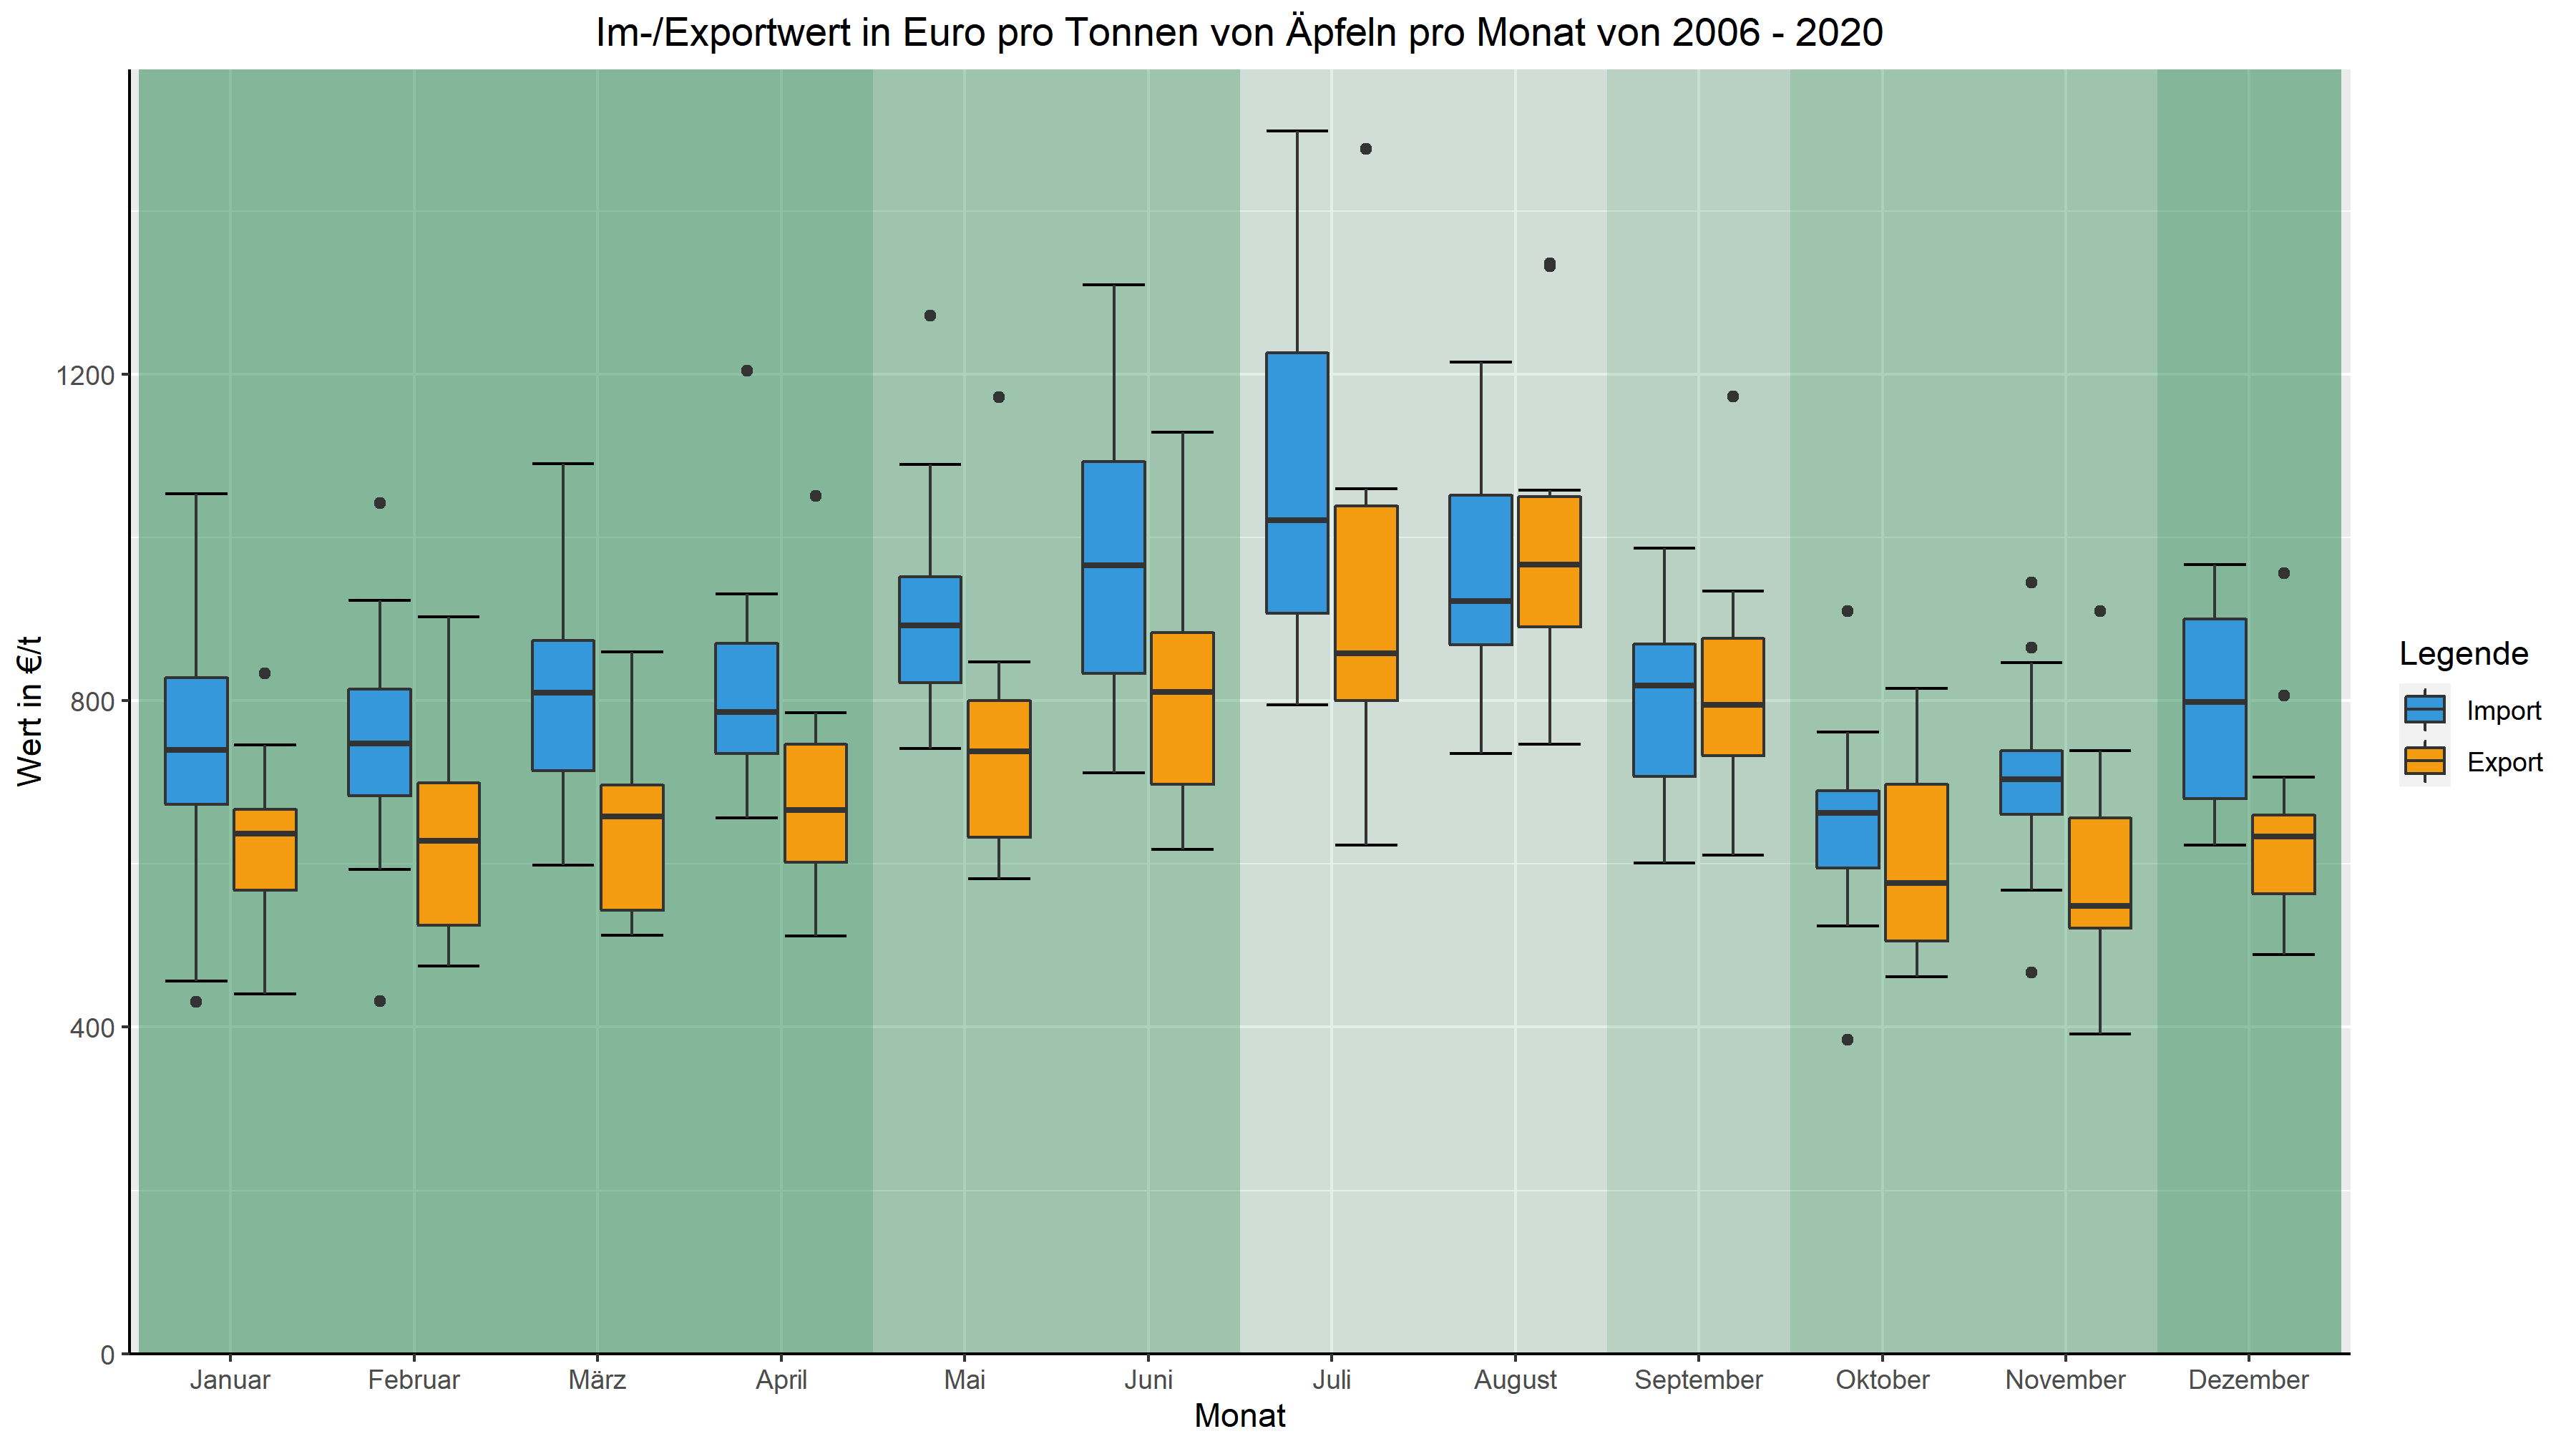 Im-/Exportwert in Euro pro Tonnen von Äpfeln pro Monat von 2006 - 2020
Wert in €/t
1200
800
400
0
Januar Februar März April Mai Juni Juli August September Oktober November Dezember
Monat
Legende
Import
Export